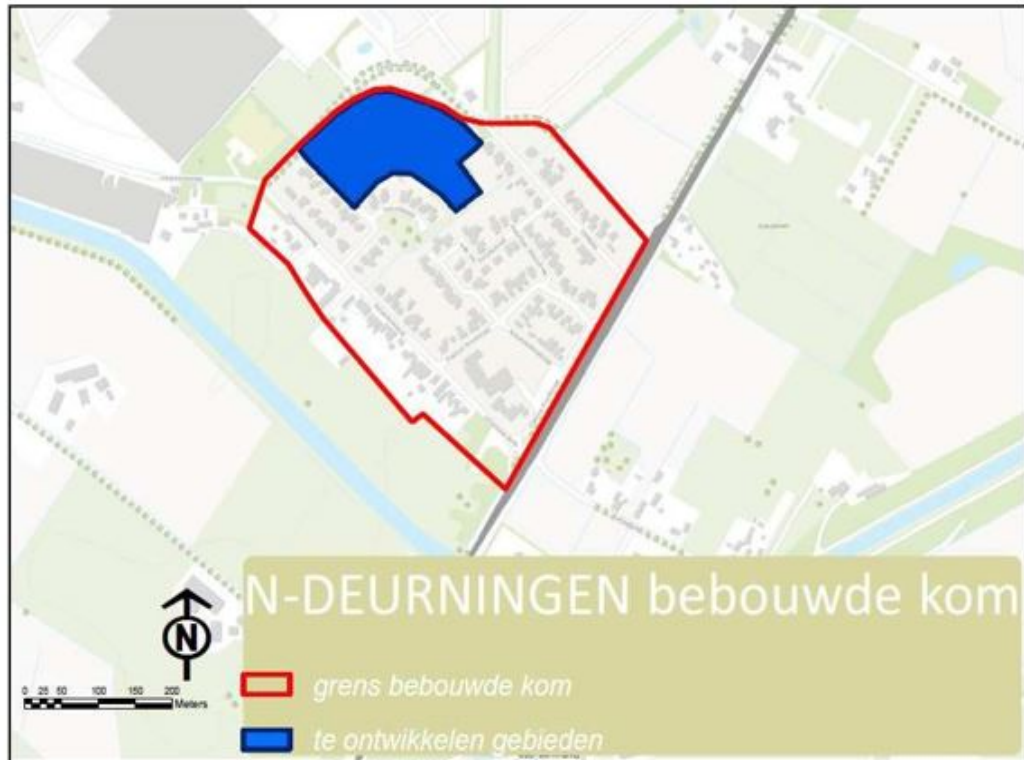 N-DEURNINGEN bebouwde kom
N
grens bebouwde kom
0 25 50 100 150 200
Meters
te ontwikkelen gebieden